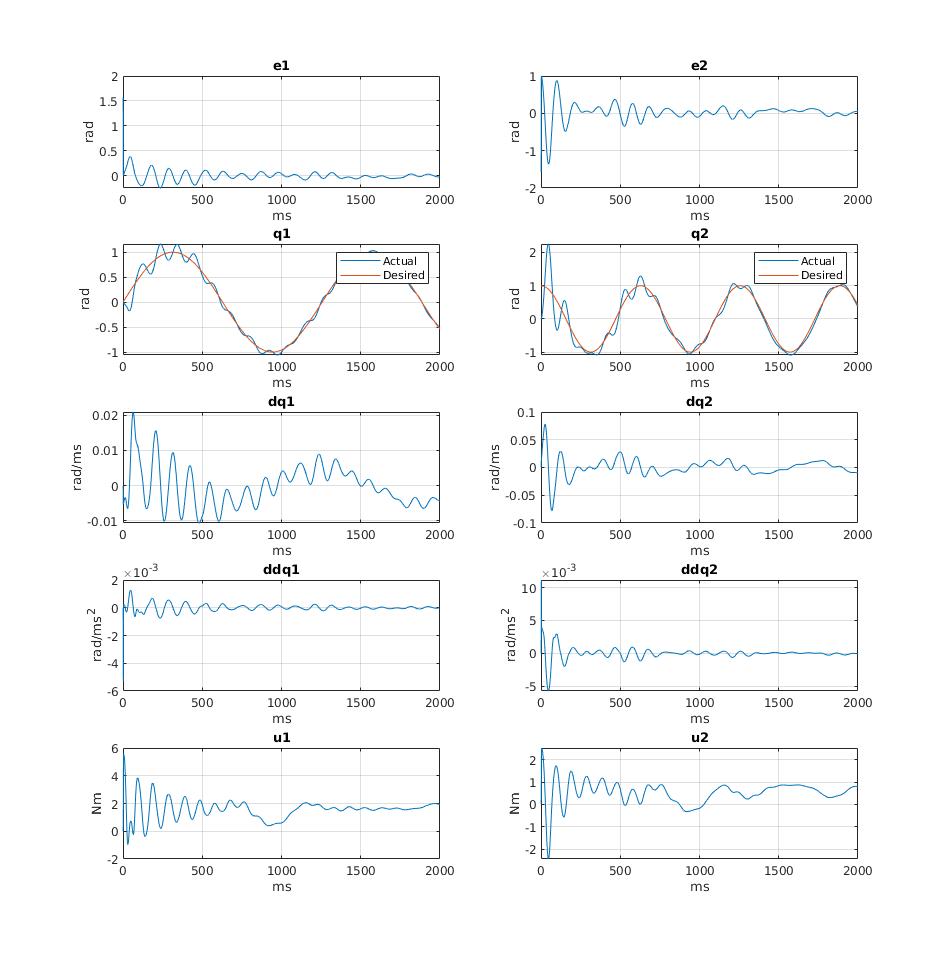 e1
2
1.5
1
0.5
0
rad
0 500 1000 1500 2000
ms
e2
1
0
-1
-2
rad
0 500 1000 1500 2000
ms
q1
1
0.5
0
-0.5
-1
rad
Actual
Desired
0 500 1000 1500 2000
ms
q2
2
1
0
-1
rad
Actual
Desired
0 500 1000 1500 2000
ms
dq1
0.02
0.01
0
-0.01
rad/ms
0 500 1000 1500 2000
ms
dq2
0.1
0.05
0
-0.05
-0.1
rad/ms
0 500 1000 1500 2000
ms
ddq1
×10⁻³
2
0
-2
-4
-6
rad/ms²
0 500 1000 1500 2000
ms
ddq2
×10⁻³
10
5
0
-5
rad/ms²
0 500 1000 1500 2000
ms
u1
6
4
2
0
-2
Nm
0 500 1000 1500 2000
ms
u2
2
1
0
-1
-2
Nm
0 500 1000 1500 2000
ms